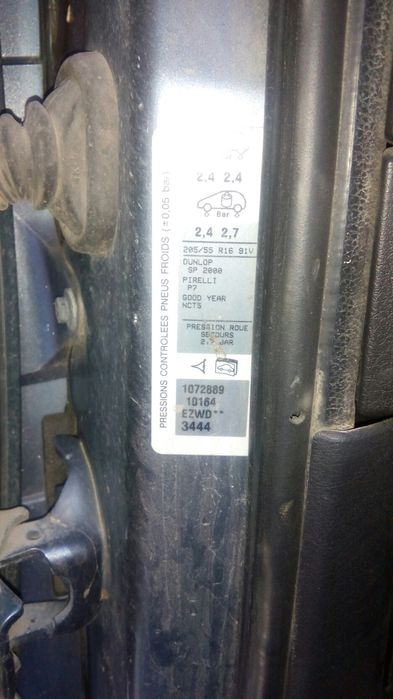 PRESSIONS CONTROLEES PNEUS FROIDS (±0,05 bar)
2,4 2,4
Bar
2,4 2,7
205/55 R16 91V
DUNLOP
SP 2000
PIRELLI
P7
GOOD YEAR
NCT5
PRESSION ROUE
SECOURS
BAR
1072889
10164
EZWD**
3444